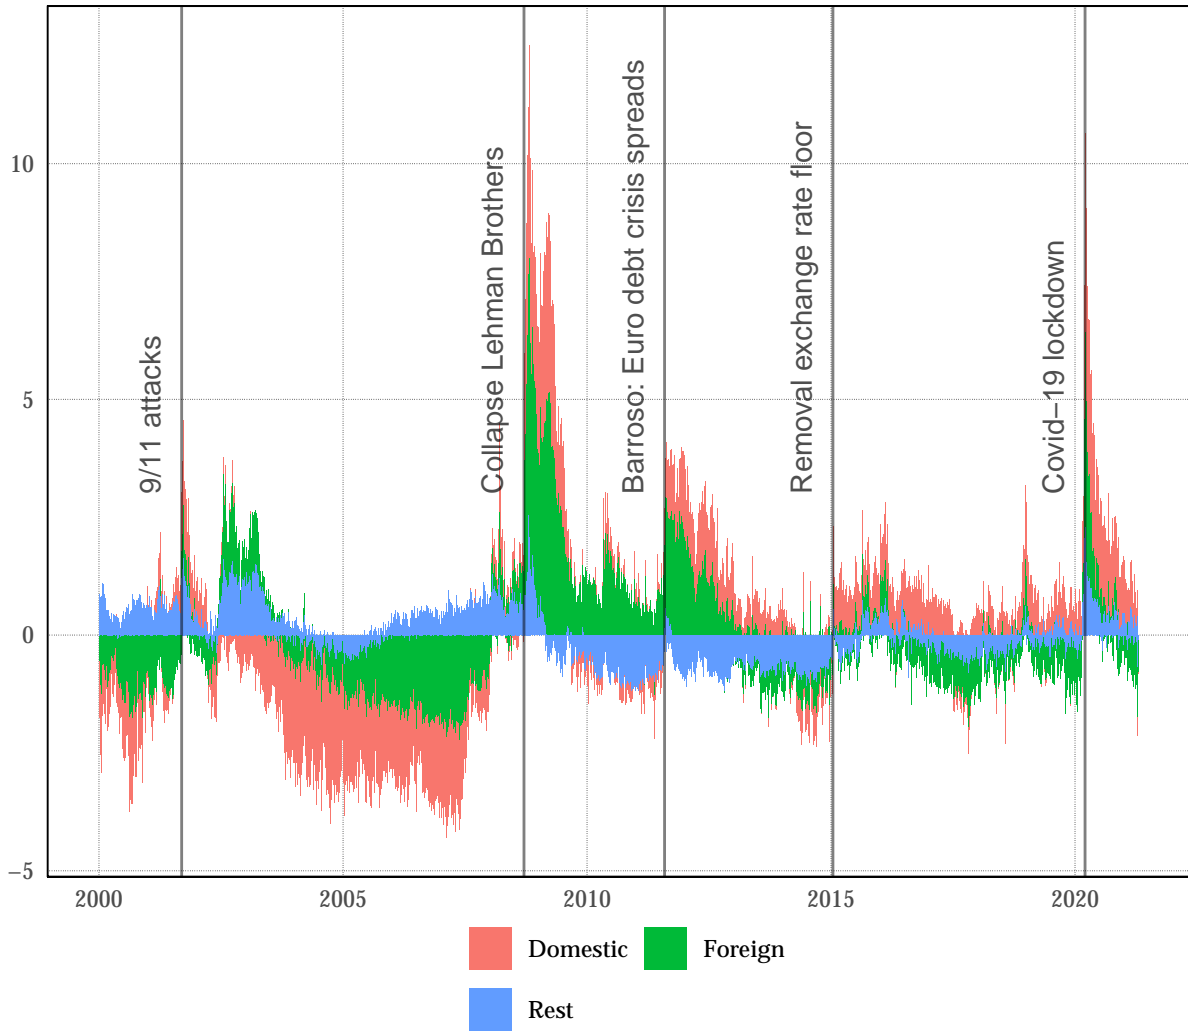 10
5
0
−5
9/11 attacks
Collapse Lehman Brothers
Barroso: Euro debt crisis spreads
Removal exchange rate floor
Covid−19 lockdown
2000 2005 2010 2015 2020
Domestic Foreign
Rest